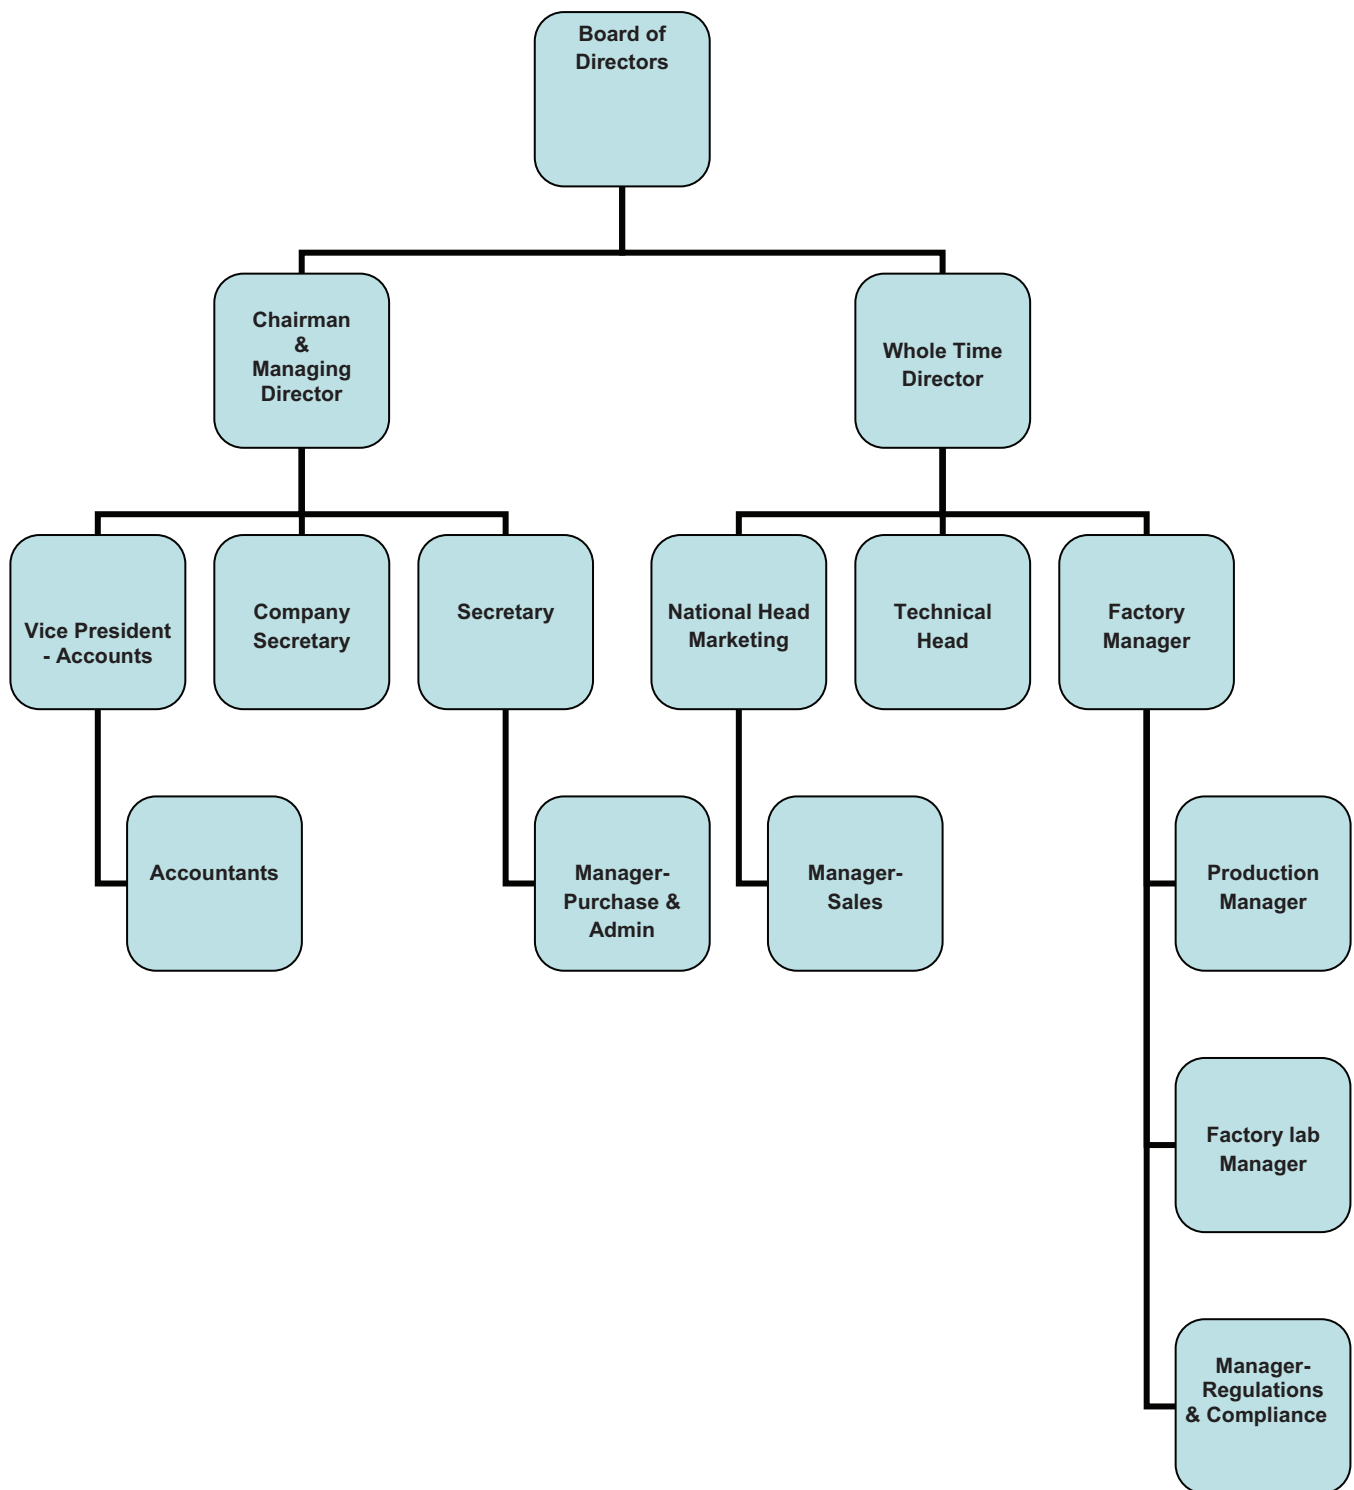 Board of
Directors
Chairman
&
Managing
Director
Whole Time
Director
Vice President
- Accounts
Company
Secretary
Secretary
National Head
Marketing
Technical
Head
Factory
Manager
Accountants
Manager-
Purchase &
Admin
Manager-
Sales
Production
Manager
Factory lab
Manager
Manager-
Regulations
& Compliance